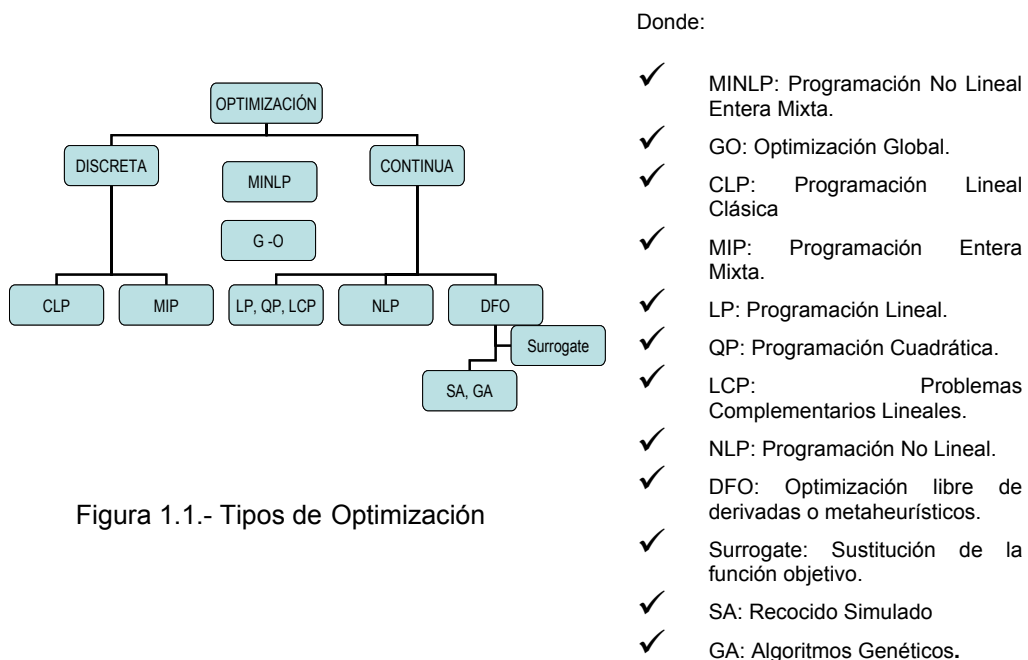 OPTIMIZACIÓN
DISCRETA
CONTINUA
MINLP
G -O
CLP
MIP
LP, QP, LCP
NLP
DFO
Surrogate
SA, GA
Figura 1.1.- Tipos de Optimización
Donde:
✓ MINLP: Programación No Lineal
Entera Mixta.
✓ GO: Optimización Global.
✓ CLP: Programación Lineal
Clásica
✓ MIP: Programación Entera
Mixta.
✓ LP: Programación Lineal.
✓ QP: Programación Cuadrática.
✓ LCP: Problemas
Complementarios Lineales.
✓ NLP: Programación No Lineal.
✓ DFO: Optimización libre de
derivadas o metaheurísticos.
✓ Surrogate: Sustitución de la
función objetivo.
✓ SA: Recocido Simulado
✓ GA: Algoritmos Genéticos.